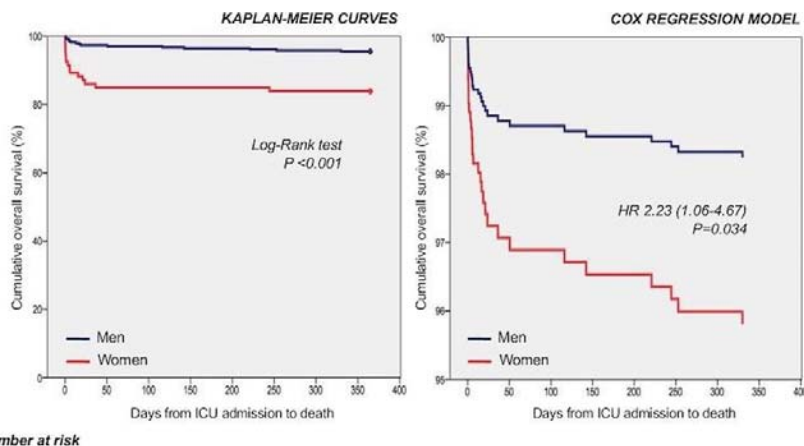 KAPLAN-MEIER CURVES
100
80
60
40
20
0
Cumulative overall survival (%)
Log-Rank test
P <0.001
Men
Women
0 50 100 150 200 250 300 350 400
Days from ICU admission to death
COX REGRESSION MODEL
100
99
98
97
96
95
Cumulative overall survival (%)
HR 2.23 (1.06-4.67)
P=0.034
Men
Women
0 50 100 150 200 250 300 350 400
Days from ICU admission to death
mber at risk